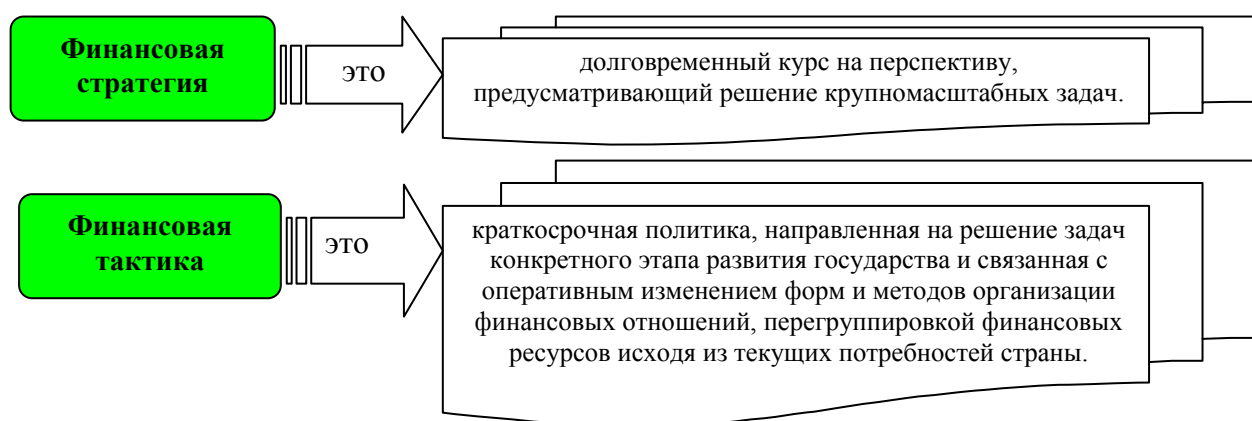 Финансовая
стратегия
это
долговременный курс на перспективу,
предусматривающий решение крупномасштабных задач.
Финансовая
тактика
это
краткосрочная политика, направленная на решение задач
конкретного этапа развития государства и связанная с
оперативным изменением форм и методов организации
финансовых отношений, перегруппировкой финансовых
ресурсов исходя из текущих потребностей страны.